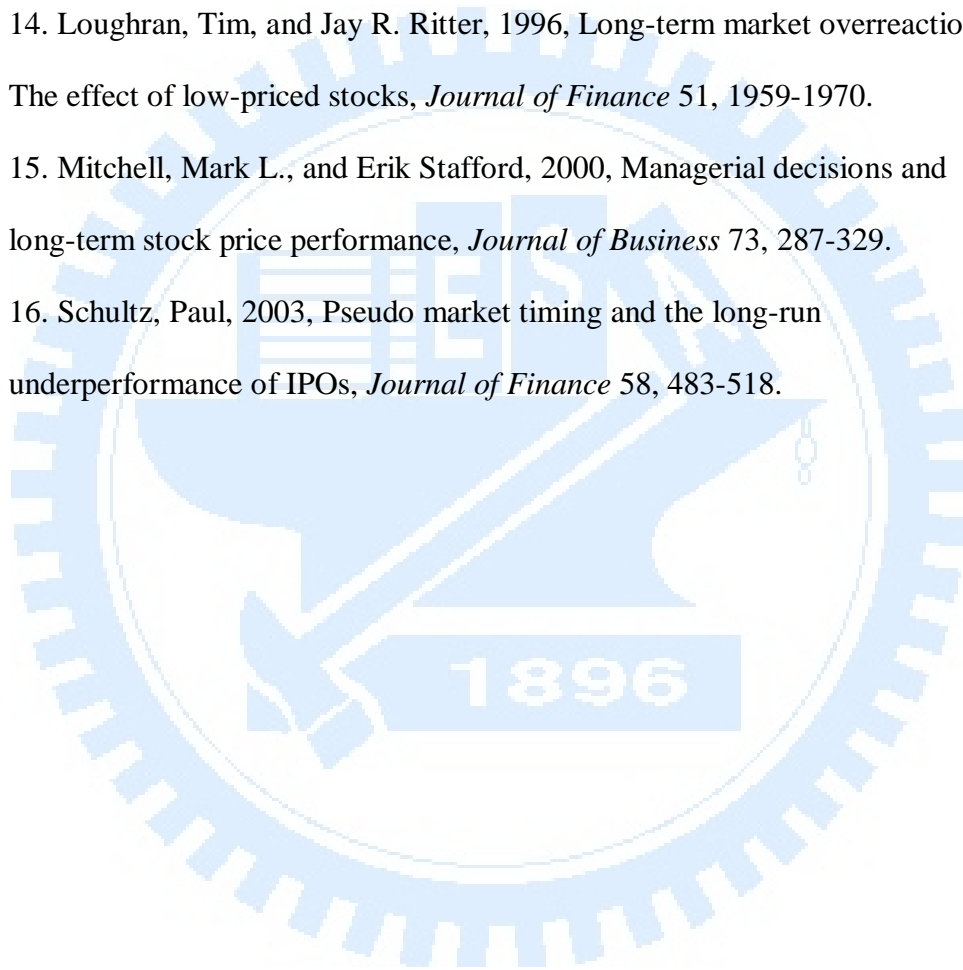 14. Loughran, Tim, and Jay R. Ritter, 1996, Long-term market overreactio
The effect of low-priced stocks, Journal of Finance 51, 1959-1970.
15. Mitchell, Mark L., and Erik Stafford, 2000, Managerial decisions and
long-term stock price performance, Journal of Business 73, 287-329.
16. Schultz, Paul, 2003, Pseudo market timing and the long-run
underperformance of IPOs, Journal of Finance 58, 483-518.
ESA
1896